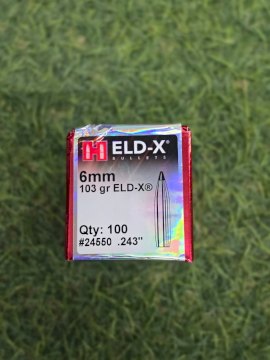 H ELD-X®
BULLETS
6mm
103 gr ELD-X®
Qty: 100
#24550 .243"